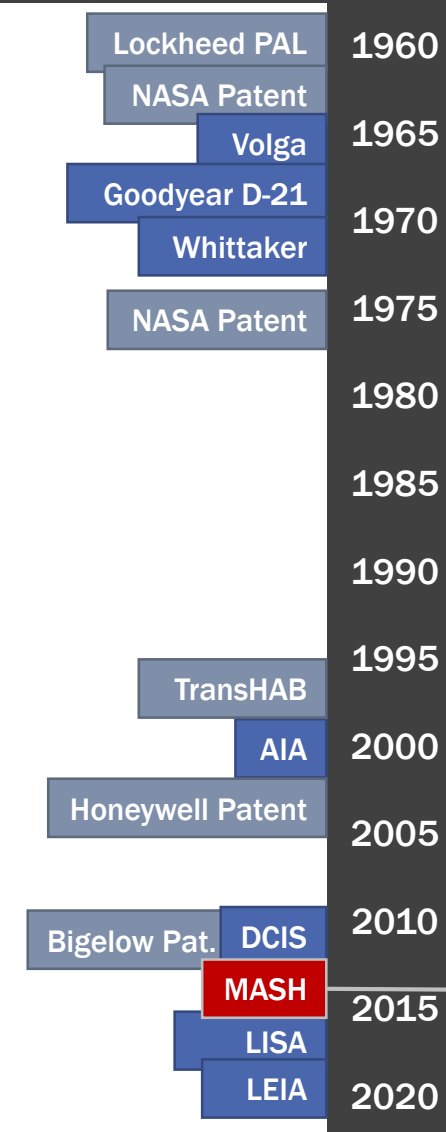 Lockheed PAL 1960
NASA Patent
Volga 1965
Goodyear D-21
1970
Whittaker
NASA Patent 1975
1980
1985
1990
1995
TransHAB
AIA 2000
Honeywell Patent
2005
Bigelow Pat. DCIS 2010
MASH
2015
LISA
LEIA 2020